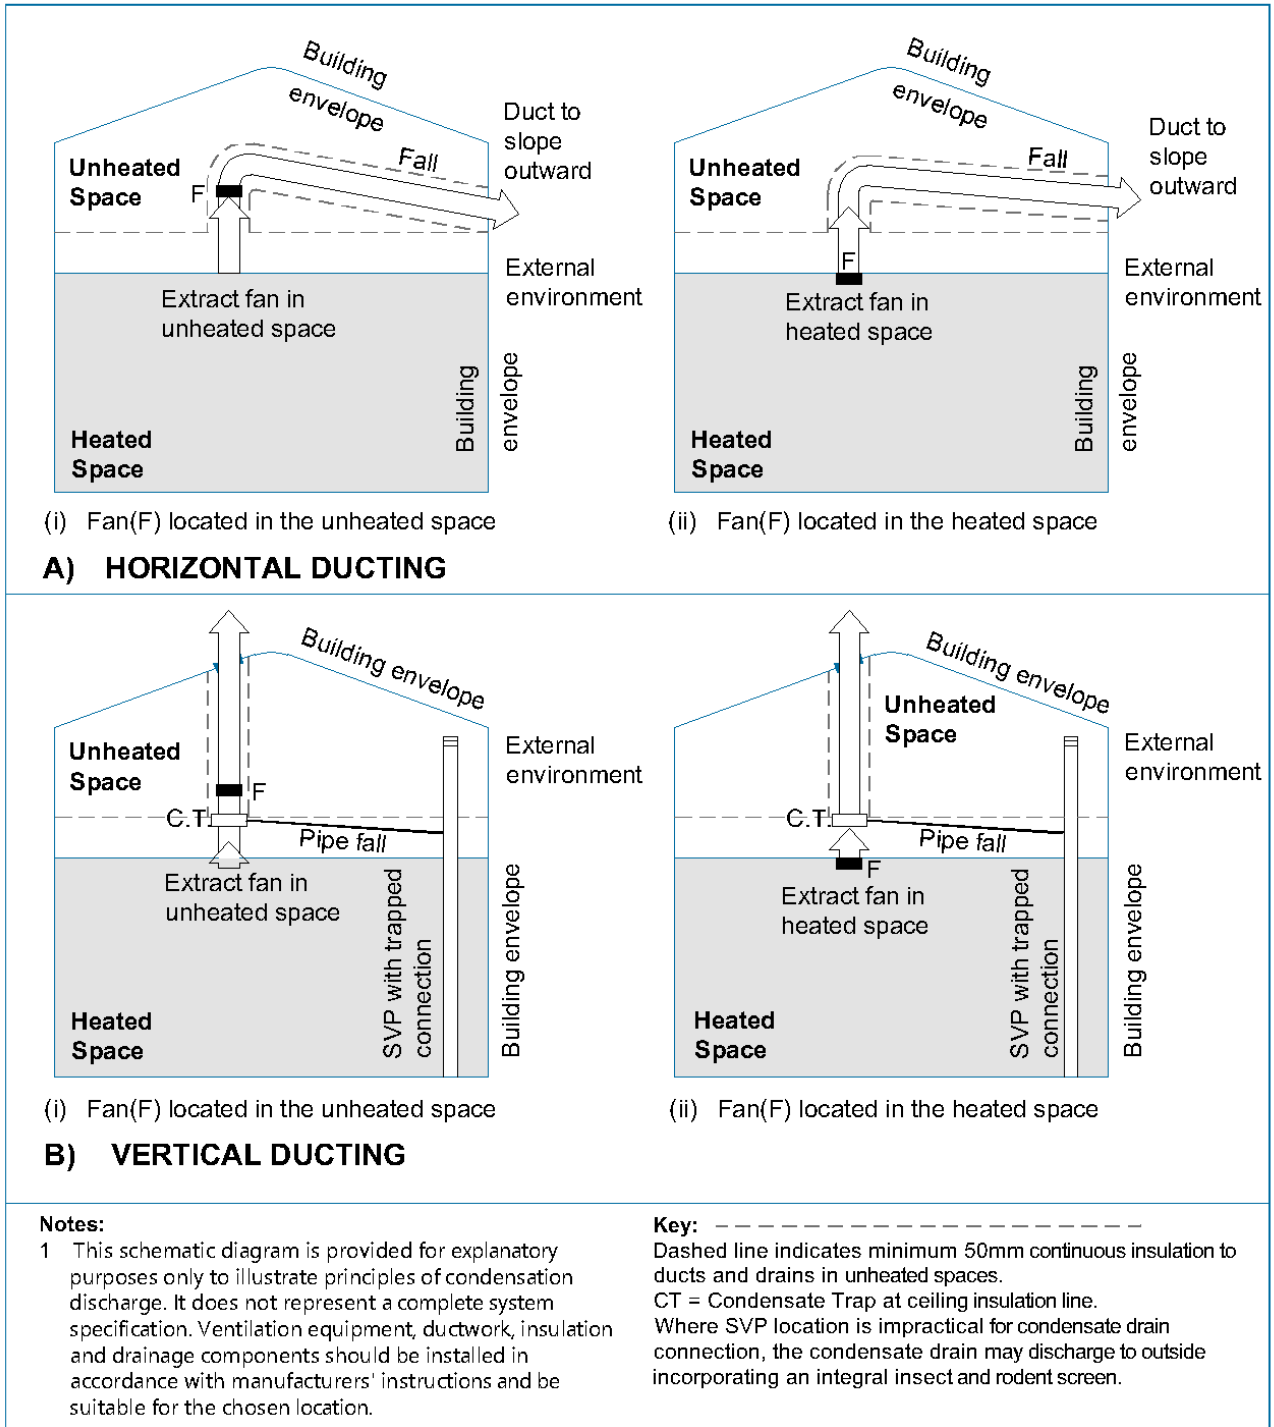 Building
envelope
Duct to
slope
outward
Unheated
Space
Fall
F
External
environment
Extract fan in
unheated space
Building
envelope
Heated
Space
(i) Fan(F) located in the unheated space
Building
envelope
Duct to
slope
outward
Unheated
Space
Fall
F
External
environment
Extract fan in
heated space
Building
envelope
Heated
Space
(ii) Fan(F) located in the heated space
A) HORIZONTAL DUCTING
Building envelope
Unheated
Space
External
environment
F
C.T.
Pipe fall
Extract fan in
unheated space
SVP with trapped
connection
Building envelope
Heated
Space
(i) Fan(F) located in the unheated space
Building envelope
Unheated
Space
External
environment
C.T.
Pipe fall
F
Extract fan in
heated space
SVP with trapped
connection
Building envelope
Heated
Space
(ii) Fan(F) located in the heated space
B) VERTICAL DUCTING
Notes:
1 This schematic diagram is provided for explanatory
purposes only to illustrate principles of condensation
discharge. It does not represent a complete system
specification. Ventilation equipment, ductwork, insulation
and drainage components should be installed in
accordance with manufacturers' instructions and be
suitable for the chosen location.
Key:
Dashed line indicates minimum 50mm continuous insulation to
ducts and drains in unheated spaces.
CT = Condensate Trap at ceiling insulation line.
Where SVP location is impractical for condensate drain
connection, the condensate drain may discharge to outside
incorporating an integral insect and rodent screen.